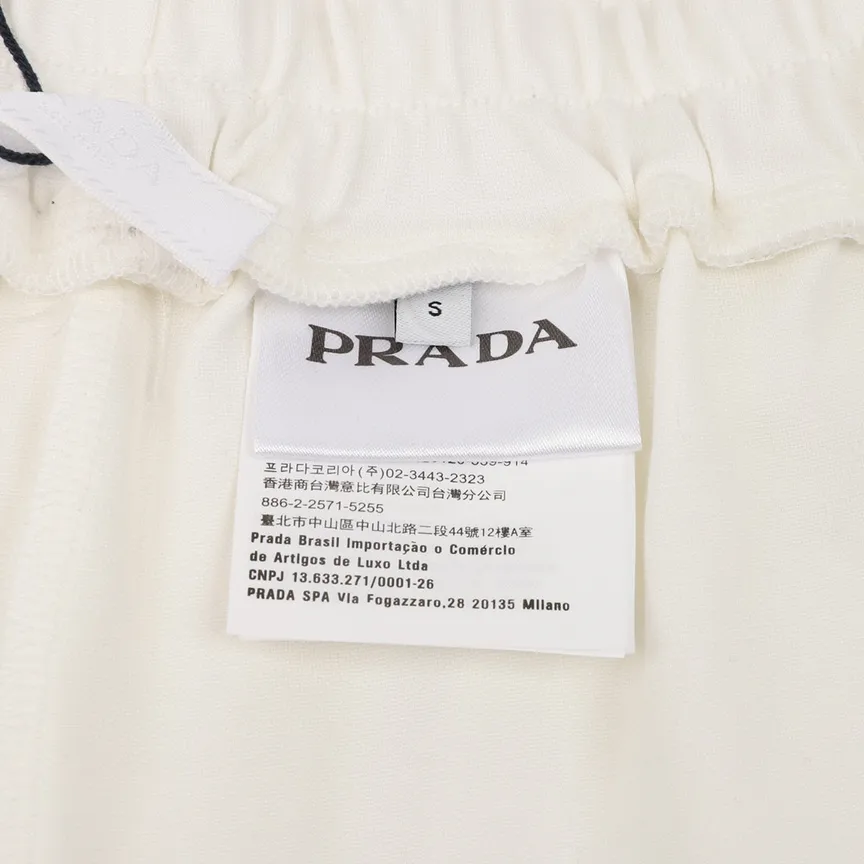 PRADA
S
PRADA
프라다코리아(주)02-3443-2323
香港商台灣意比有限公司台灣分公司
886-2-2571-5255
臺北市中山區中山北路二段44號12樓A室
Prada Brasil Importação o Comércio
de Artigos de Luxo Ltda
CNPJ 13.633.271/0001-26
PRADA SPA Via Fogazzaro,28 20135 Milano